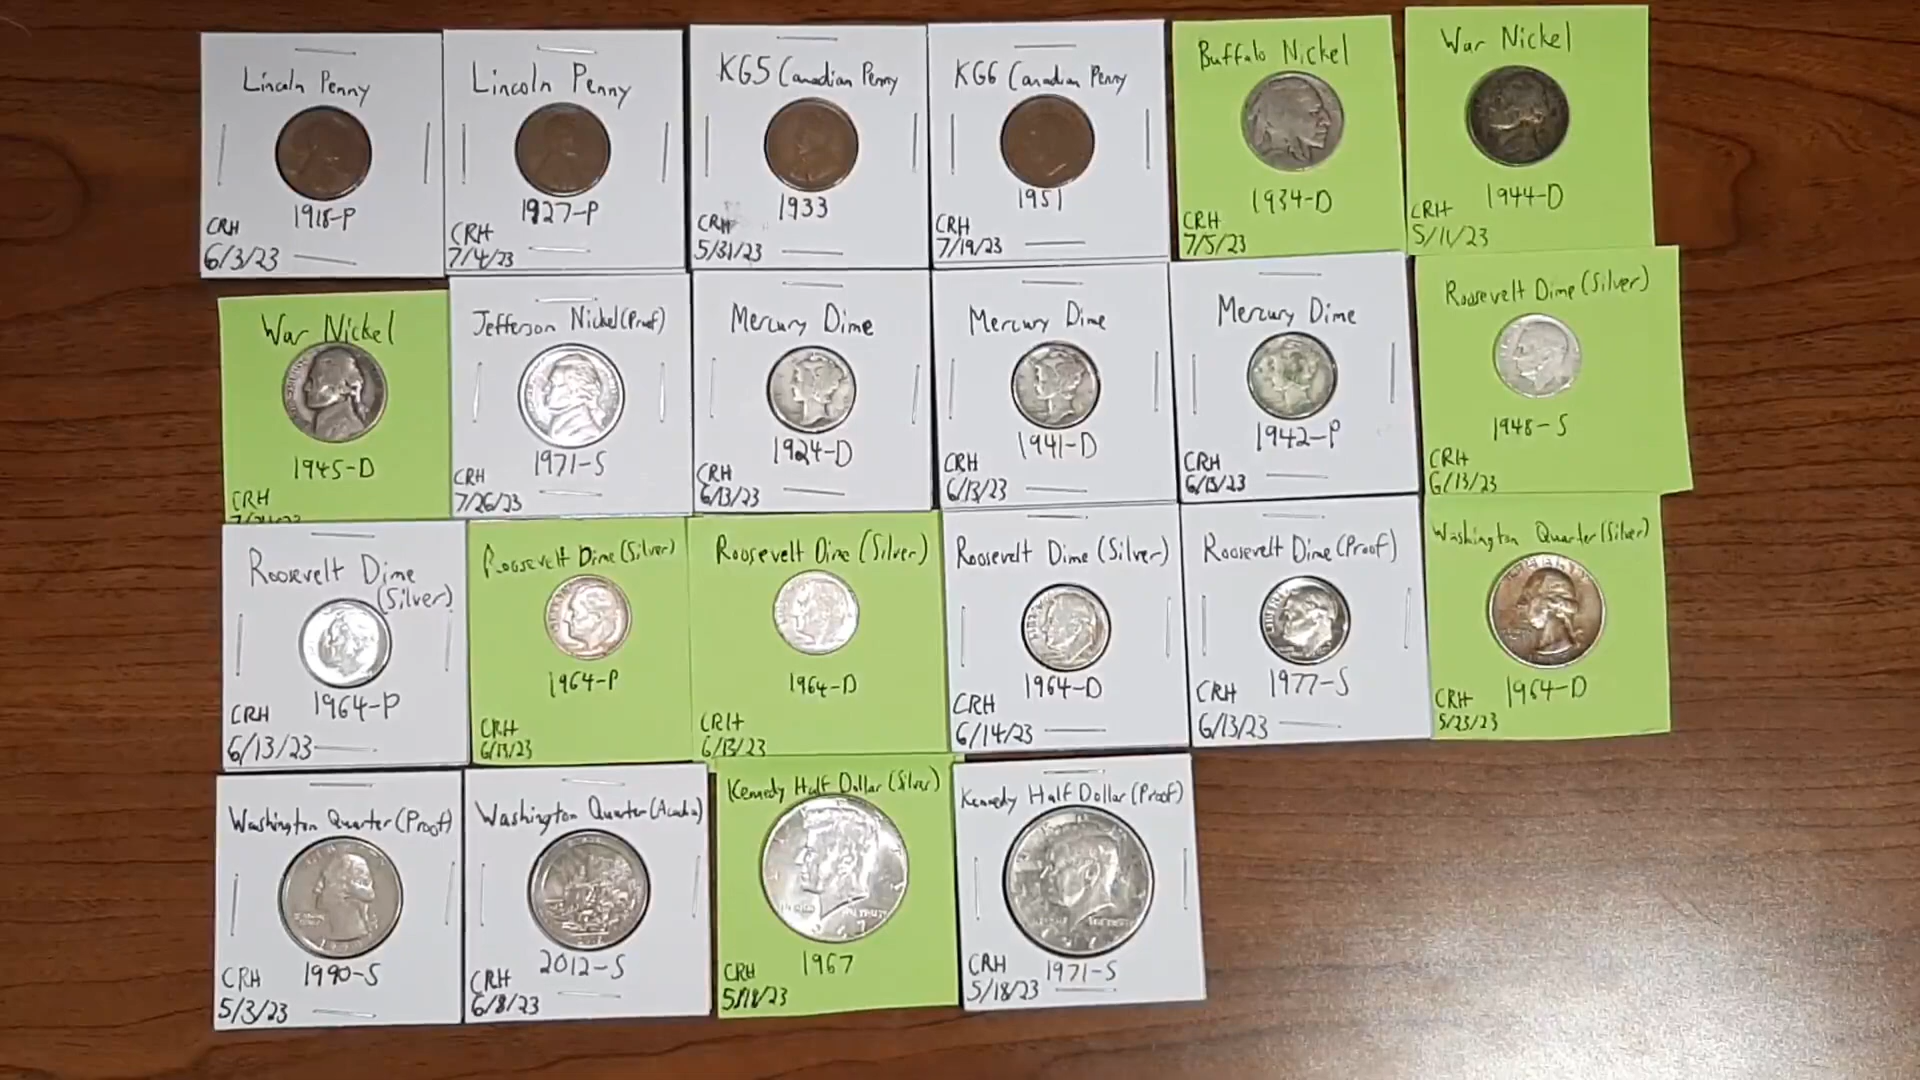 Lincoln Penny
1918-P
CRH
6/3/23
Lincoln Penny
1927-P
CRH
7/4/23
KG5 Canadian Penny
1933
CRH
5/31/23
KG6 Canadian Penny
1951
CRH
7/19/23
Buffalo Nickel
1934-D
CRH
7/5/23
War Nickel
1944-D
CRH
5/11/23
War Nickel
1945-D
CRH
Jefferson Nickel (Proof)
1971-S
CRH
7/26/23
Mercury Dime
1924-D
CRH
6/13/23
Mercury Dime
1941-D
CRH
6/13/23
Mercury Dime
1942-P
CRH
6/13/23
Roosevelt Dime (Silver)
1948-S
CRH
6/13/23
Roosevelt Dime
(Silver)
1964-P
CRH
6/13/23
Roosevelt Dime (Silver)
1964-P
CRH
6/13/23
Roosevelt Dime (Silver)
1964-D
CRH
6/13/23
Roosevelt Dime (Silver)
1964-D
CRH
6/14/23
Roosevelt Dime (Proof)
LIBERTY
1977-S
CRH
6/13/23
Washington Quarter (Silver)
LIBERTY
1964-D
CRH
5/23/23
Washington Quarter (Proof)
1990-S
CRH
5/3/23
Washington Quarter (Acadia)
2012-S
CRH
6/8/23
Kennedy Half Dollar (Silver)
1967
CRH
5/18/23
Kennedy Half Dollar (Proof)
1971-S
CRH
5/18/23